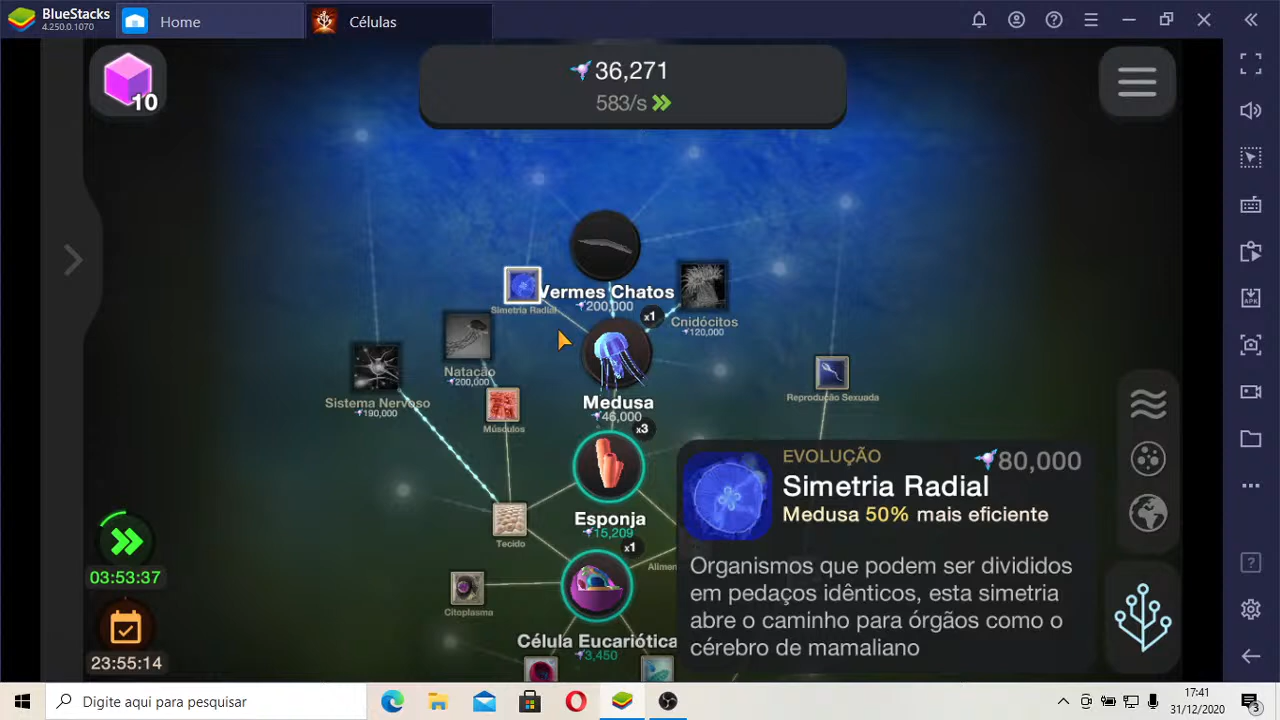 BlueStacks
4.250.0.1070
Home
Células
10
36,271
583/s
Vermes Chatos
200,000
Simetria Radial
x1
Cnidócitos
120,000
Natação
200,000
Sistema Nervoso
190,000
Músculos
Medusa
46,000
x3
Reprodução Sexuada
Esponja
15,209
x1
Tecido
Alimen
Citoplasma
Célula Eucariótica
3,450
EVOLUÇÃO
80,000
Simetria Radial
Medusa 50% mais eficiente
Organismos que podem ser divididos
em pedaços idênticos, esta simetria
abre o caminho para órgãos como o
cérebro de mamaliano
03:53:37
23:55:14
Digite aqui para pesquisar
17:41
31/12/2020
3